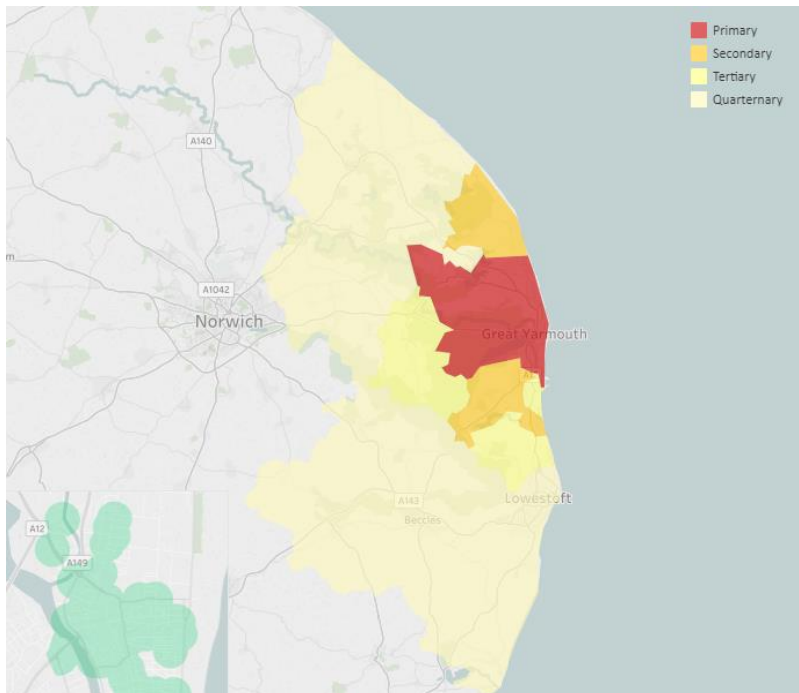 Primary
Secondary
Tertiary
Quarternary
A140
m
A1042
Norwich
Great Yarmouth
A143
Lowestoft
Beccles
A12
A149